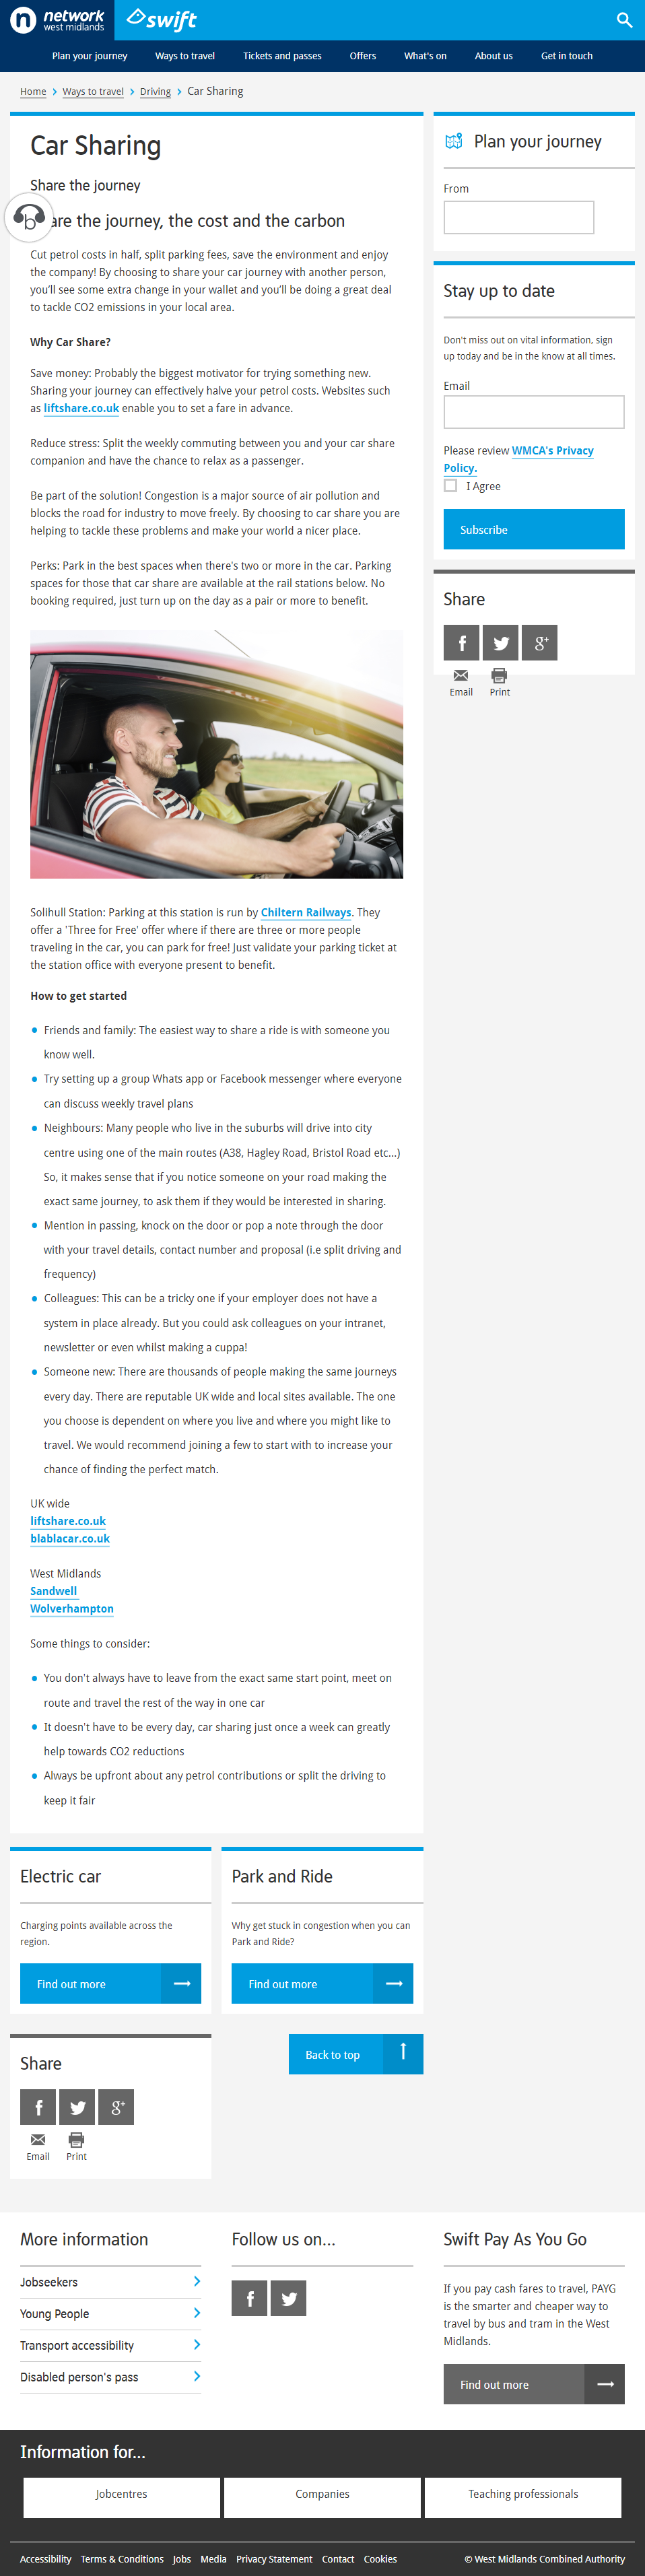 network
west midlands
swift
Plan your journey
Ways to travel
Tickets and passes
Offers
What's on
About us
Get in touch
Home
Ways to travel
Driving
Car Sharing
Car Sharing
Share the journey
are the journey, the cost and the carbon
Cut petrol costs in half, split parking fees, save the environment and enjoy
the company! By choosing to share your car journey with another person,
you'll see some extra change in your wallet and you'll be doing a great deal
to tackle CO2 emissions in your local area.
Why Car Share?
Save money: Probably the biggest motivator for trying something new.
Sharing your journey can effectively halve your petrol costs. Websites such
as liftshare.co.uk enable you to set a fare in advance.
Reduce stress: Split the weekly commuting between you and your car share
companion and have the chance to relax as a passenger.
Be part of the solution! Congestion is a major source of air pollution and
blocks the road for industry to move freely. By choosing to car share you are
helping to tackle these problems and make your world a nicer place.
Perks: Park in the best spaces when there's two or more in the car. Parking
spaces for those that car share are available at the rail stations below. No
booking required, just turn up on the day as a pair or more to benefit.
Solihull Station: Parking at this station is run by Chiltern Railways. They
offer a 'Three for Free' offer where if there are three or more people
traveling in the car, you can park for free! Just validate your parking ticket at
the station office with everyone present to benefit.
How to get started
Friends and family: The easiest way to share a ride is with someone you
know well.
Try setting up a group Whats app or Facebook messenger where everyone
can discuss weekly travel plans
Neighbours: Many people who live in the suburbs will drive into city
centre using one of the main routes (A38, Hagley Road, Bristol Road etc...)
So, it makes sense that if you notice someone on your road making the
exact same journey, to ask them if they would be interested in sharing.
Mention in passing, knock on the door or pop a note through the door
with your travel details, contact number and proposal (i.e split driving and
frequency)
Colleagues: This can be a tricky one if your employer does not have a
system in place already. But you could ask colleagues on your intranet,
newsletter or even whilst making a cuppa!
Someone new: There are thousands of people making the same journeys
every day. There are reputable UK wide and local sites available. The one
you choose is dependent on where you live and where you might like to
travel. We would recommend joining a few to start with to increase your
chance of finding the perfect match.
UK wide
liftshare.co.uk
blablacar.co.uk
West Midlands
Sandwell
Wolverhampton
Some things to consider:
You don't always have to leave from the exact same start point, meet on
route and travel the rest of the way in one car
It doesn't have to be every day, car sharing just once a week can greatly
help towards CO2 reductions
Always be upfront about any petrol contributions or split the driving to
keep it fair
Plan your journey
From
Stay up to date
Don't miss out on vital information, sign
up today and be in the know at all times.
Email
Please review WMCA's Privacy
Policy.
I Agree
Subscribe
Share
Email
Print
Electric car
Charging points available across the
region.
Find out more
Park and Ride
Why get stuck in congestion when you can
Park and Ride?
Find out more
Share
Email
Print
Back to top
More information
Jobseekers
Young People
Transport accessibility
Disabled person's pass
Follow us on...
Swift Pay As You Go
If you pay cash fares to travel, PAYG
is the smarter and cheaper way to
travel by bus and tram in the West
Midlands.
Find out more
Information for...
Jobcentres
Companies
Teaching professionals
Accessibility
Terms & Conditions
Jobs
Media
Privacy Statement
Contact
Cookies
© West Midlands Combined Authority